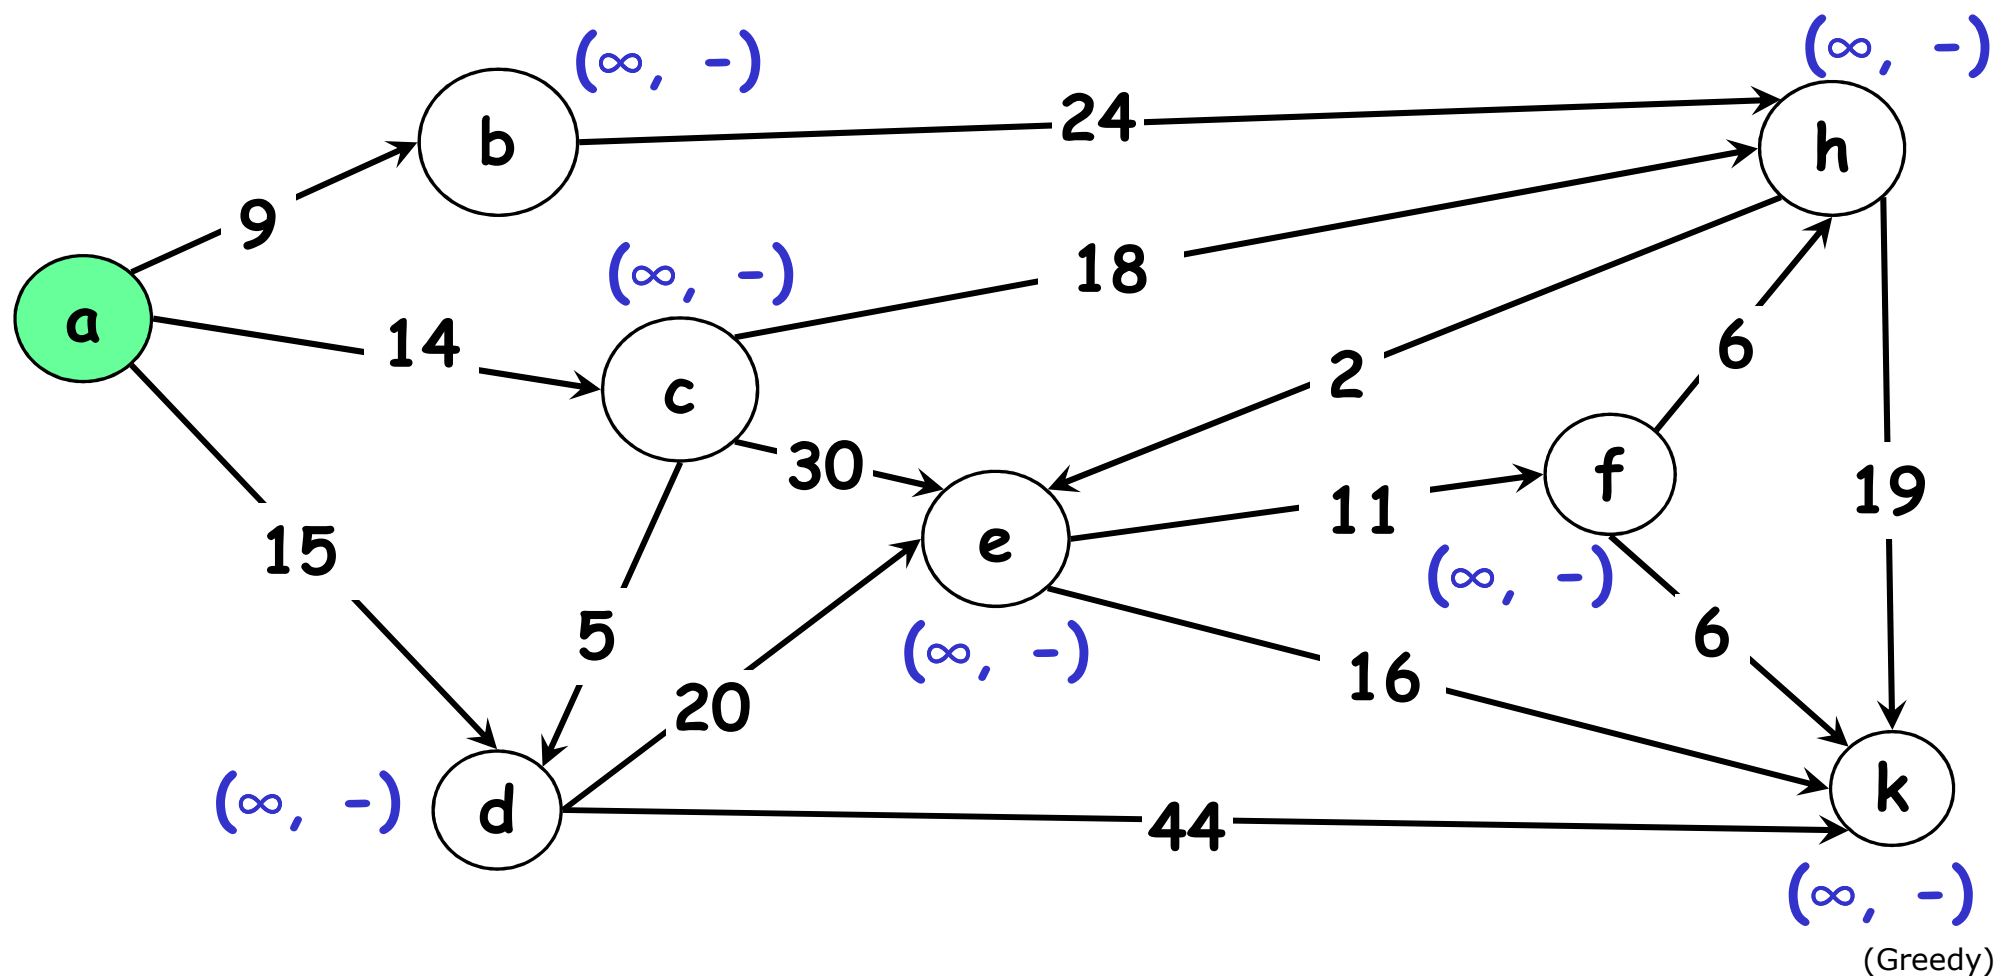 (∞, -)
(∞, -)
b
24
h
9
(∞, -)
18
a
14
c
2
6
30
f
19
11
15
e
(∞, -)
5
(∞, -)
6
20
16
(∞, -)
d
44
k
(∞, -)
(Greedy)